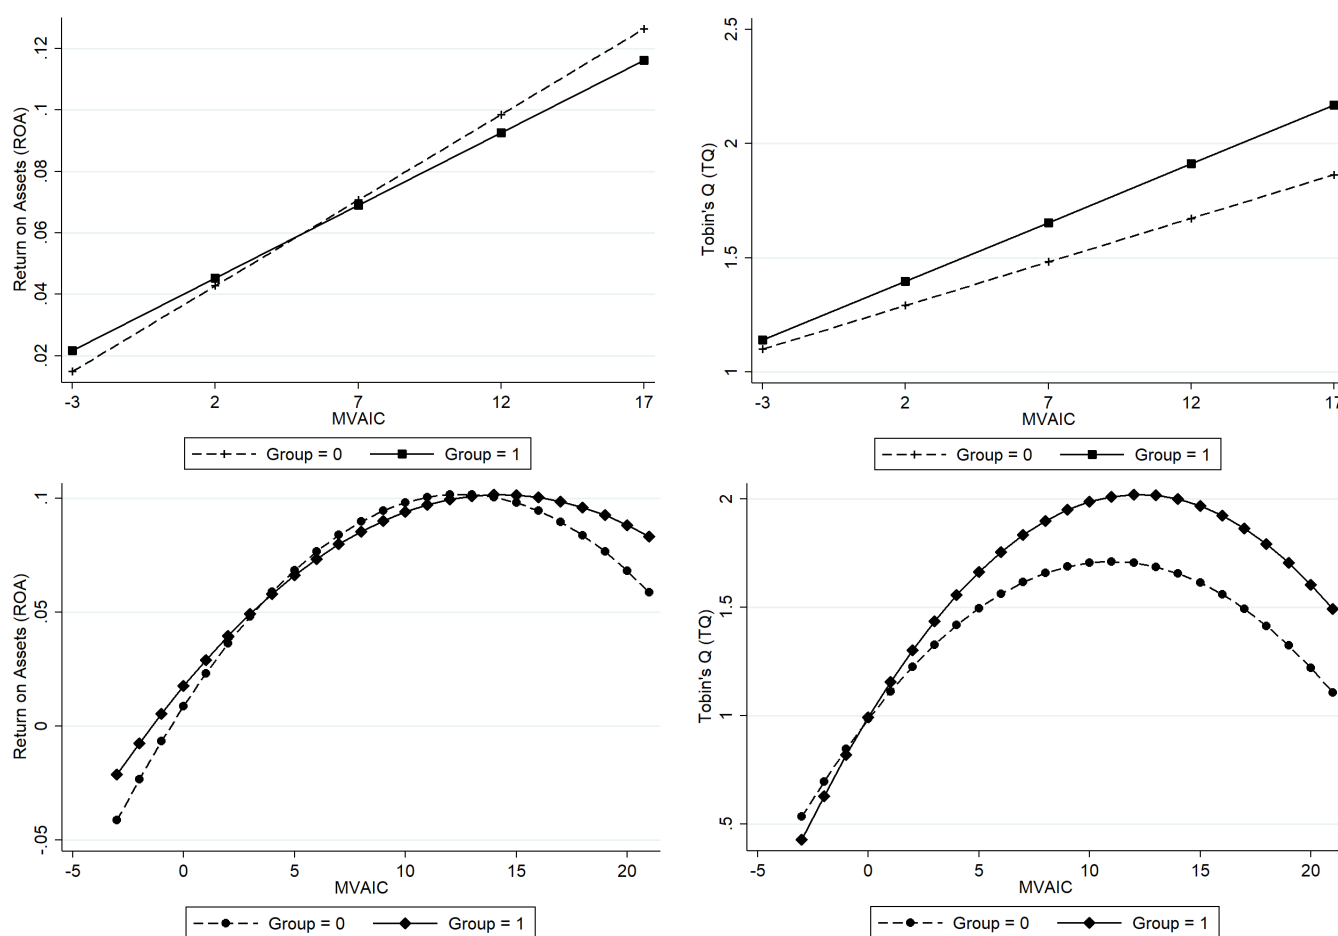 Return on Assets (ROA)
.12
.1
.08
.06
.04
.02
-3 2 7 12 17
MVAIC
Group = 0 Group = 1
Tobin's Q (TQ)
2.5
2
1.5
1
-3 2 7 12 17
MVAIC
Group = 0 Group = 1
Return on Assets (ROA)
.1
.05
0
-.05
-5 0 5 10 15 20
MVAIC
Group = 0 Group = 1
Tobin's Q (TQ)
2
1.5
1
.5
-5 0 5 10 15 20
MVAIC
Group = 0 Group = 1